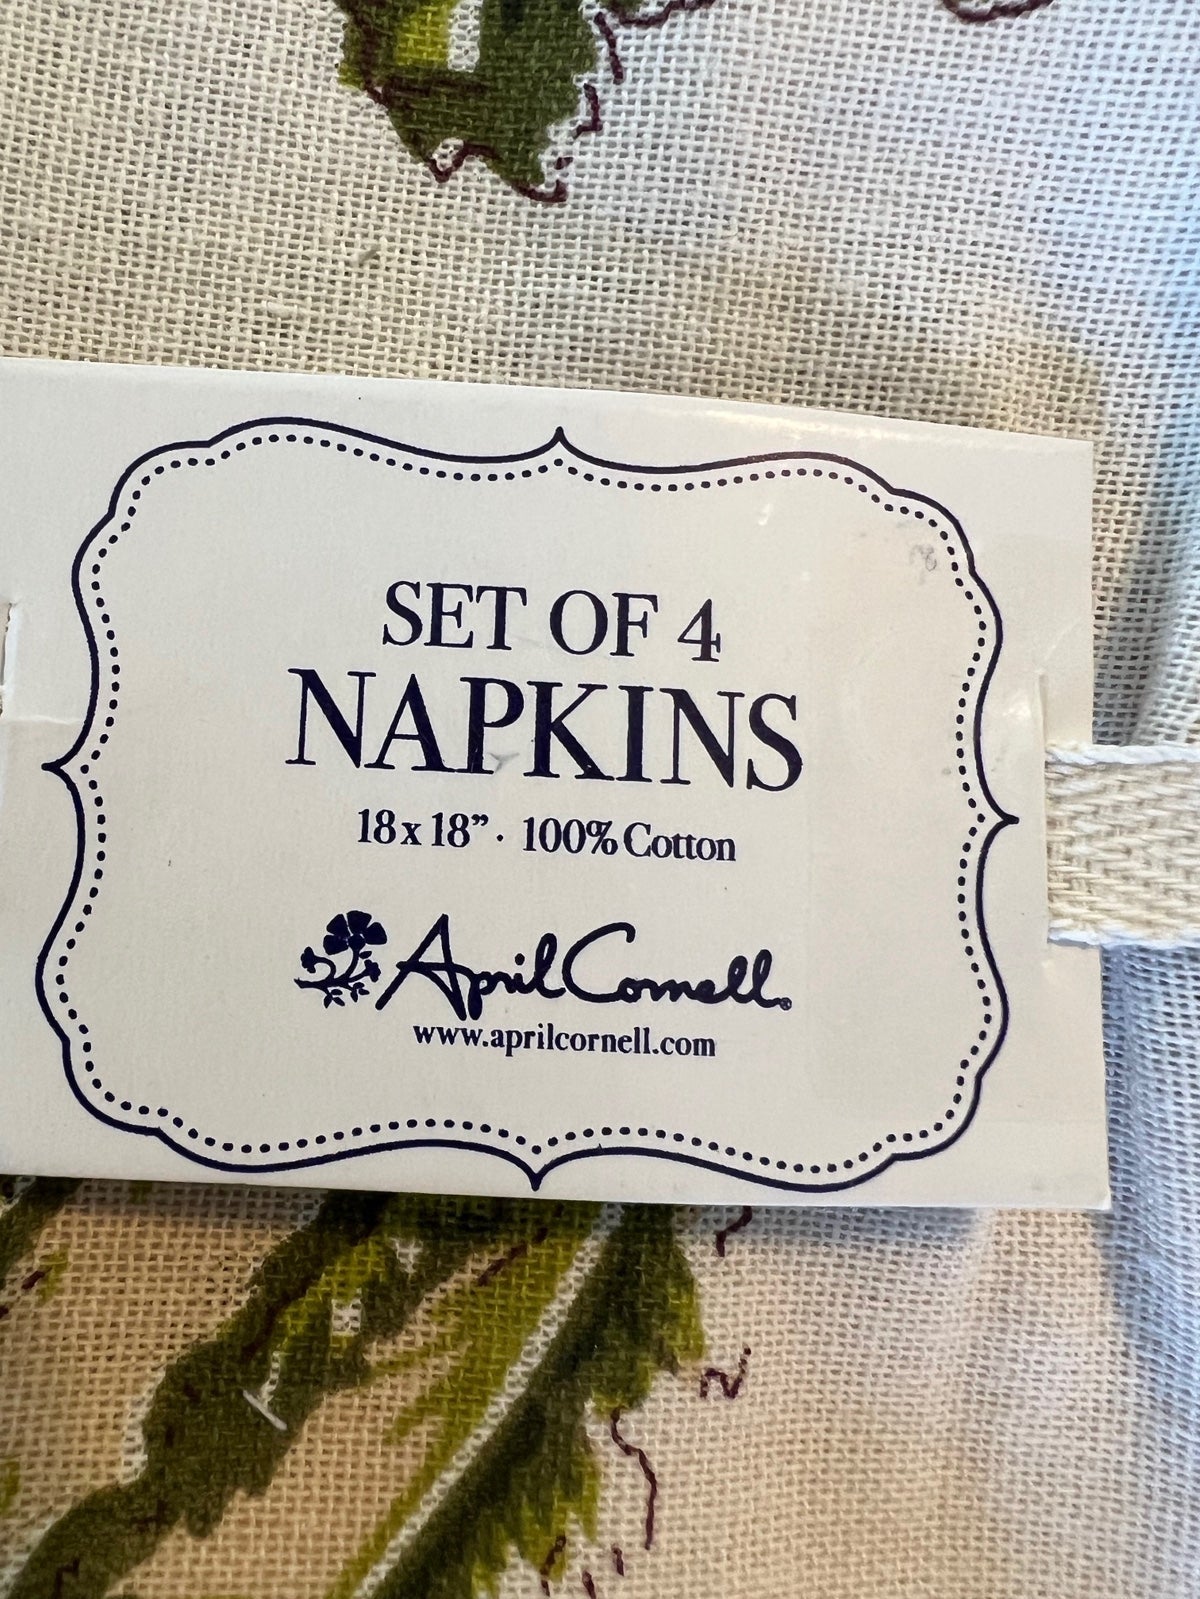 SET OF 4
NAPKINS
18 x 18” · 100% Cotton
April Cornell®
www.aprilcornell.com